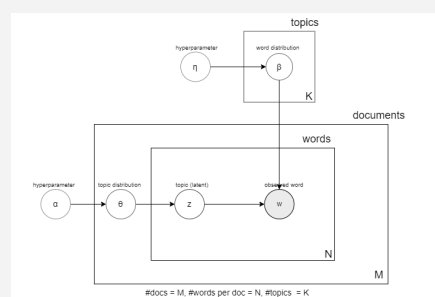 topics
hyperparameter word distribution
η β
K
documents
words
hyperparameter topic distribution topic (latent) observed word
α θ z w
N
M
#docs = M, #words per doc = N, #topics = K